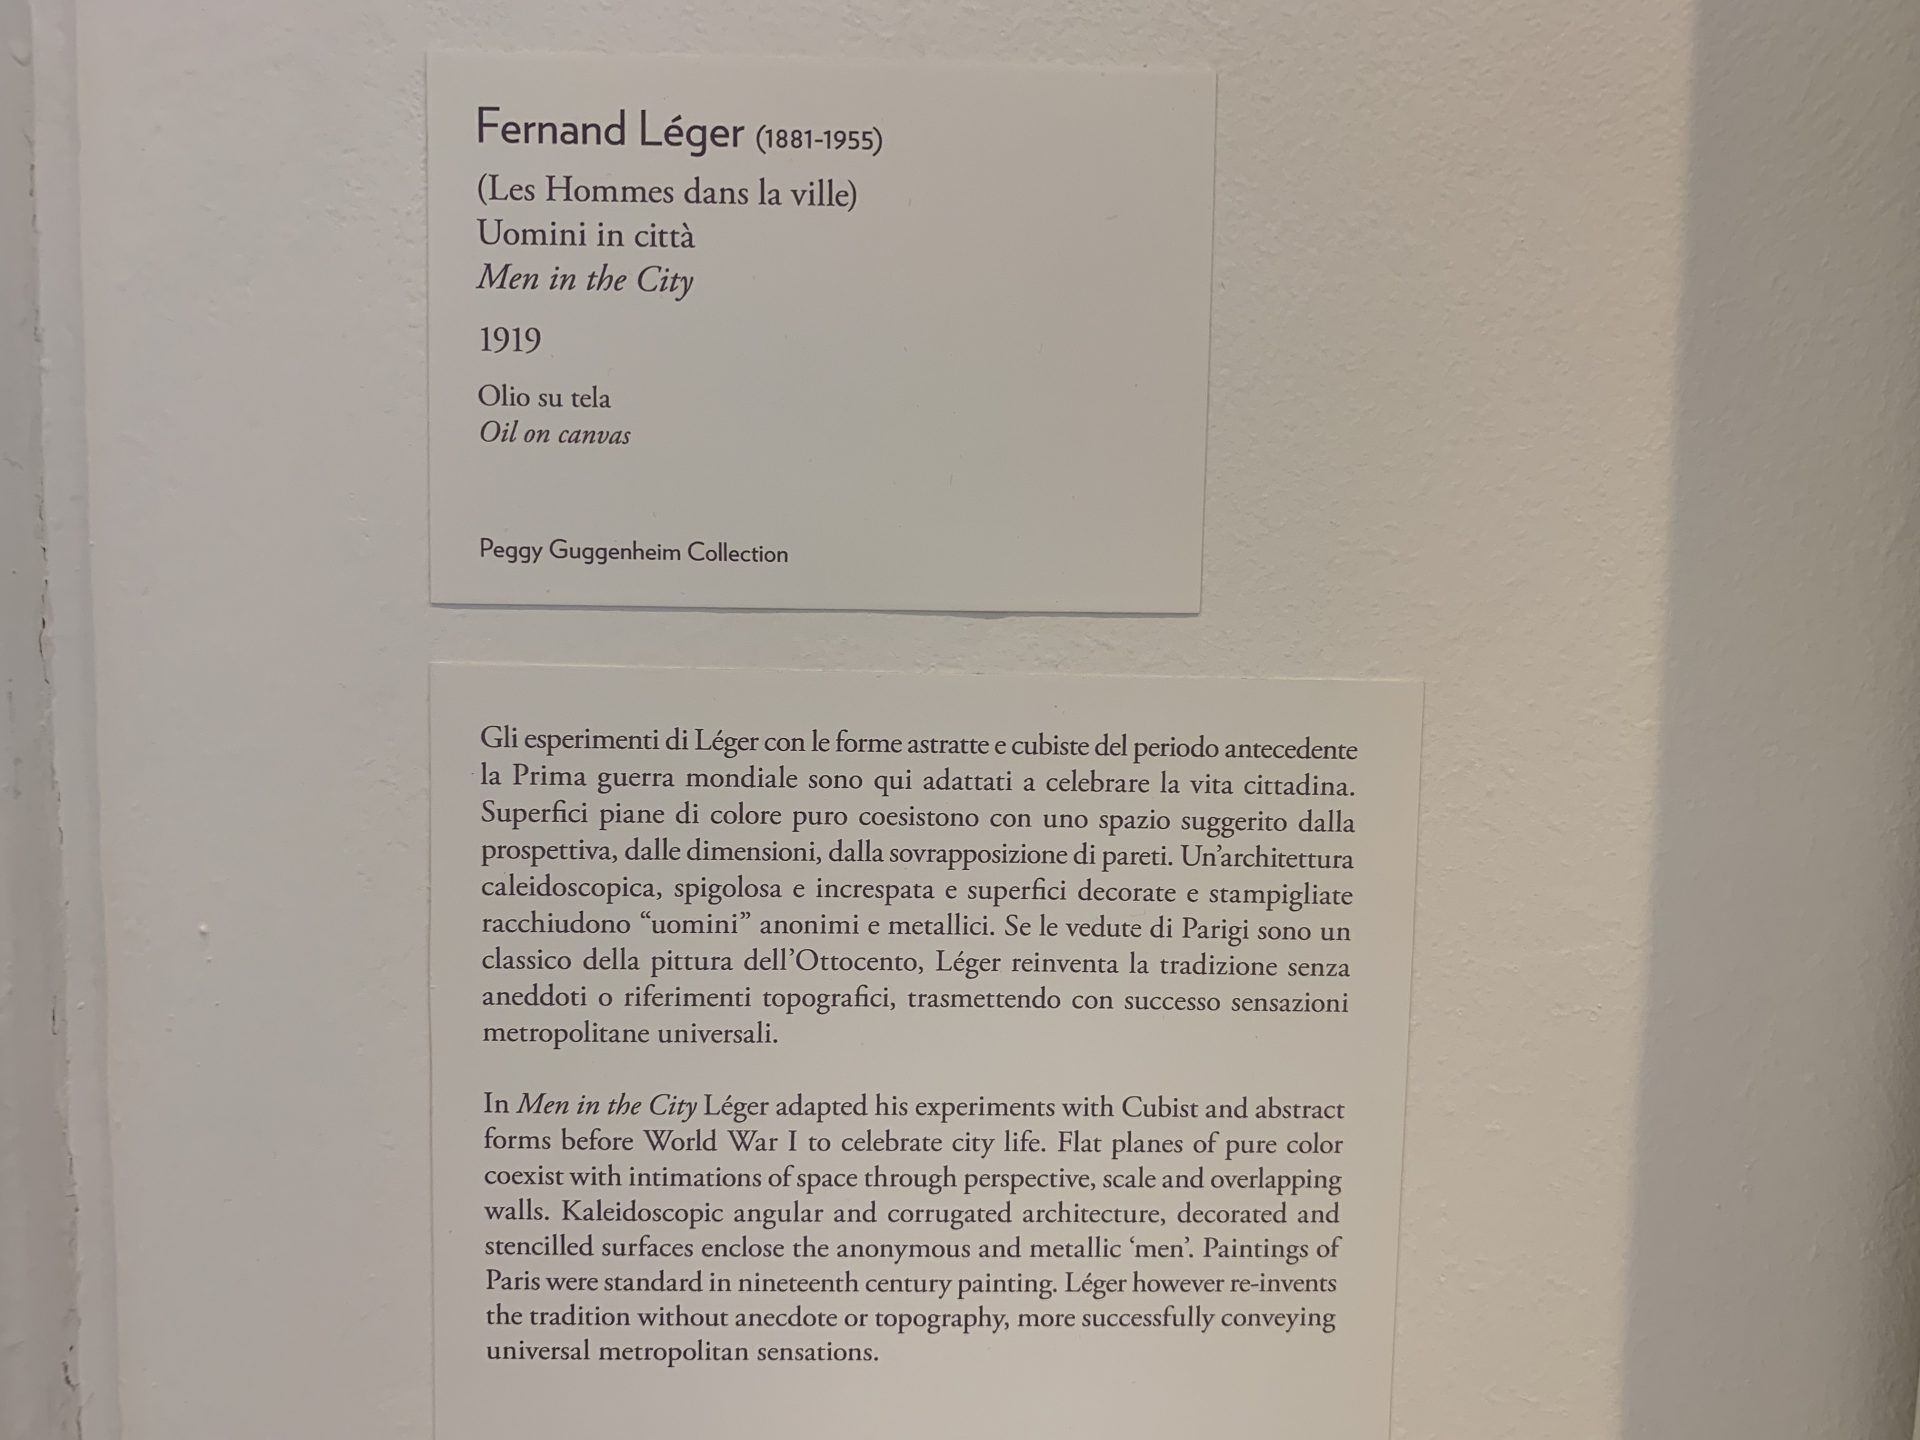 Fernand Léger (1881-1955)
(Les Hommes dans la ville)
Uomini in città
Men in the City
1919
Olio su tela
Oil on canvas
Peggy Guggenheim Collection
Gli esperimenti di Léger con le forme astratte e cubiste del periodo antecedente
la Prima guerra mondiale sono qui adattati a celebrare la vita cittadina.
Superfici piane di colore puro coesistono con uno spazio suggerito dalla
prospettiva, dalle dimensioni, dalla sovrapposizione di pareti. Un’architettura
caleidoscopica, spigolosa e increspata e superfici decorate e stampigliate
racchiudono “uomini” anonimi e metallici. Se le vedute di Parigi sono un
classico della pittura dell’Ottocento, Léger reinventa la tradizione senza
aneddoti o riferimenti topografici, trasmettendo con successo sensazioni
metropolitane universali.
In Men in the City Léger adapted his experiments with Cubist and abstract
forms before World War I to celebrate city life. Flat planes of pure color
coexist with intimations of space through perspective, scale and overlapping
walls. Kaleidoscopic angular and corrugated architecture, decorated and
stencilled surfaces enclose the anonymous and metallic ‘men’. Paintings of
Paris were standard in nineteenth century painting. Léger however re-invents
the tradition without anecdote or topography, more successfully conveying
universal metropolitan sensations.